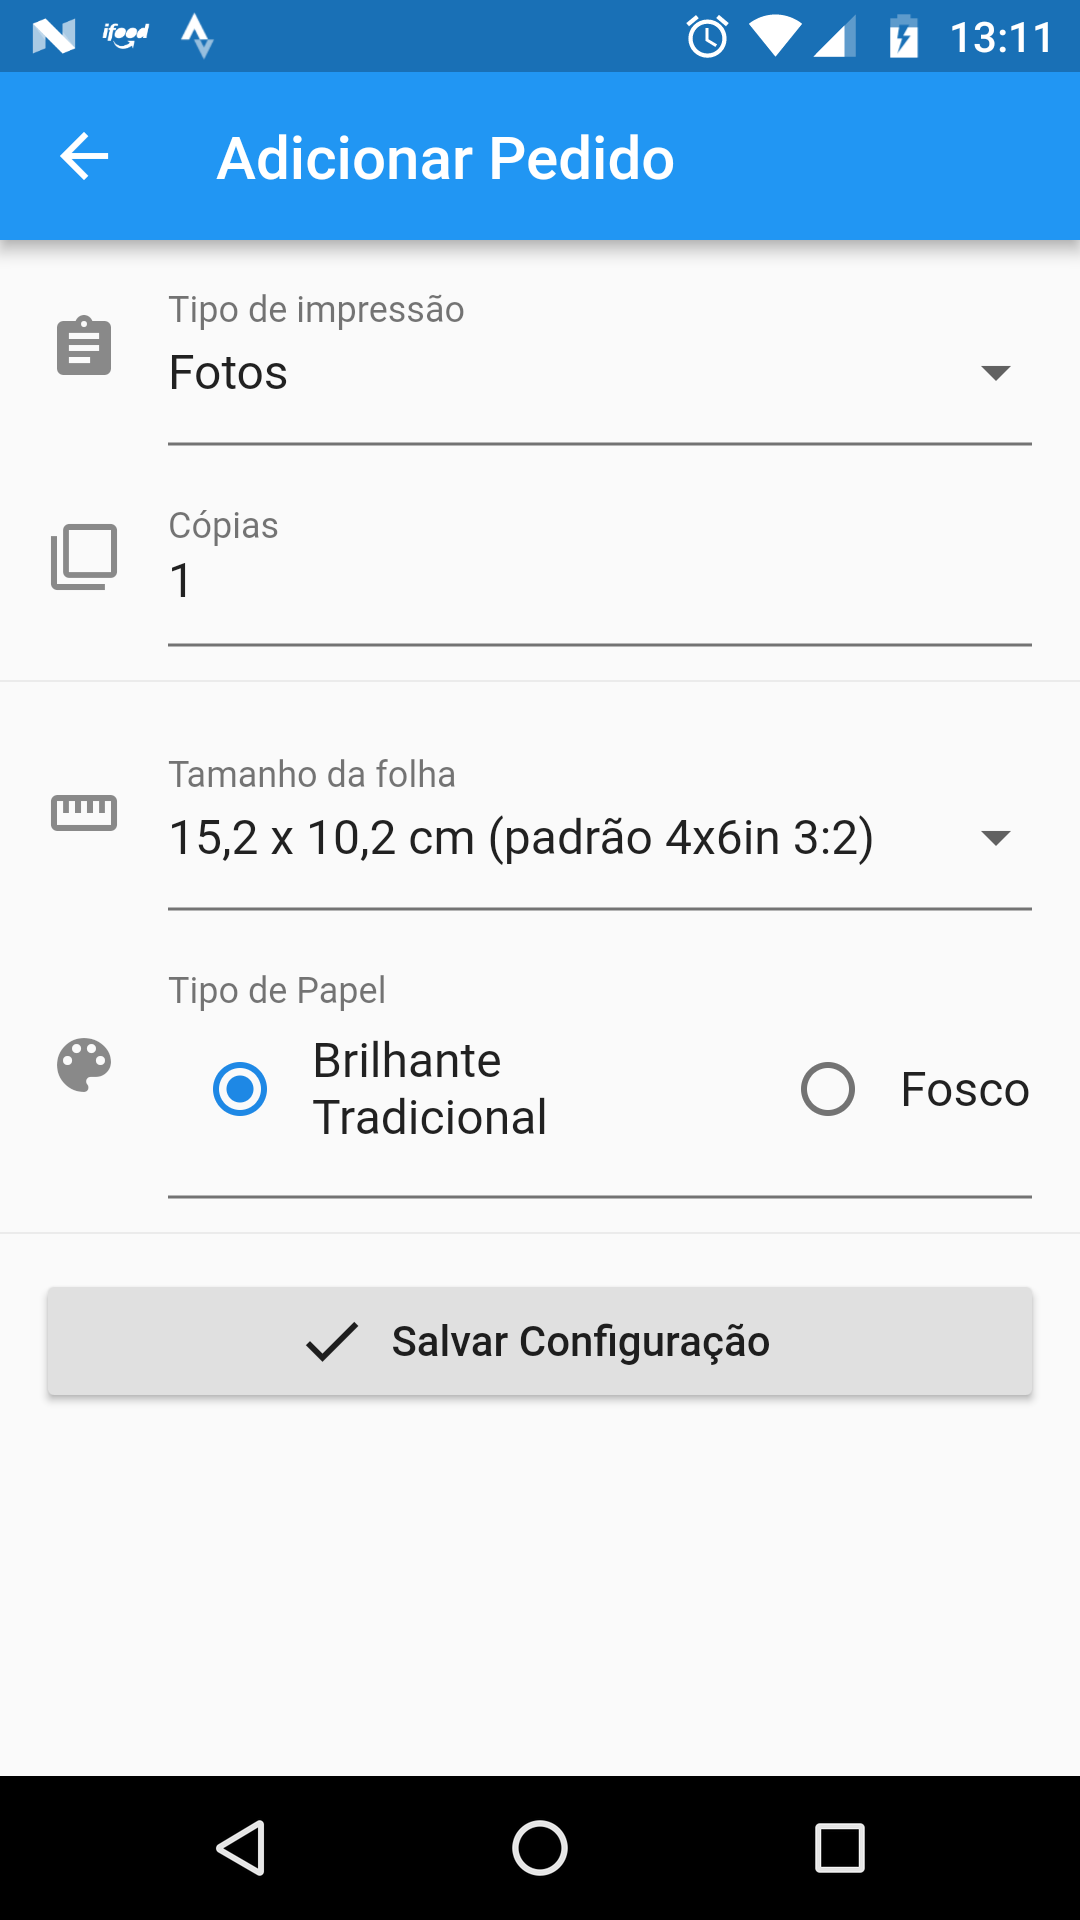 ifood
13:11
Adicionar Pedido
Tipo de impressão
Fotos
Cópias
1
Tamanho da folha
15,2 x 10,2 cm (padrão 4x6in 3:2)
Tipo de Papel
Brilhante
Tradicional
Fosco
Salvar Configuração